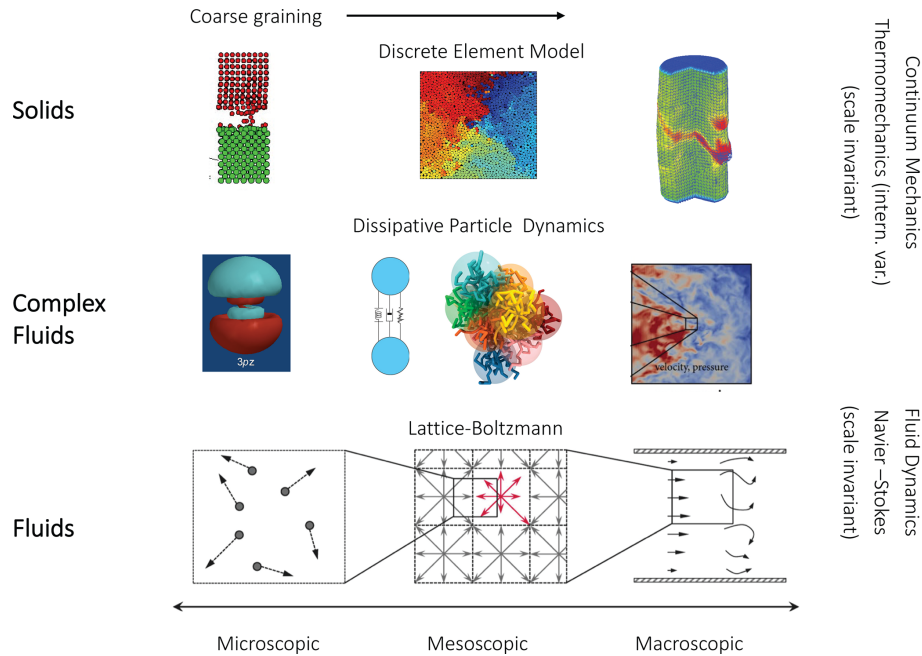 Coarse graining
Discrete Element Model
Solids
Continuum Mechanics
Thermomechanics (intern. var.)
(scale invariant)
Dissipative Particle Dynamics
Complex
Fluids
3pz
velocity, pressure
Lattice-Boltzmann
Fluids
Fluid Dynamics
Navier –Stokes
(scale invariant)
Microscopic
Mesoscopic
Macroscopic